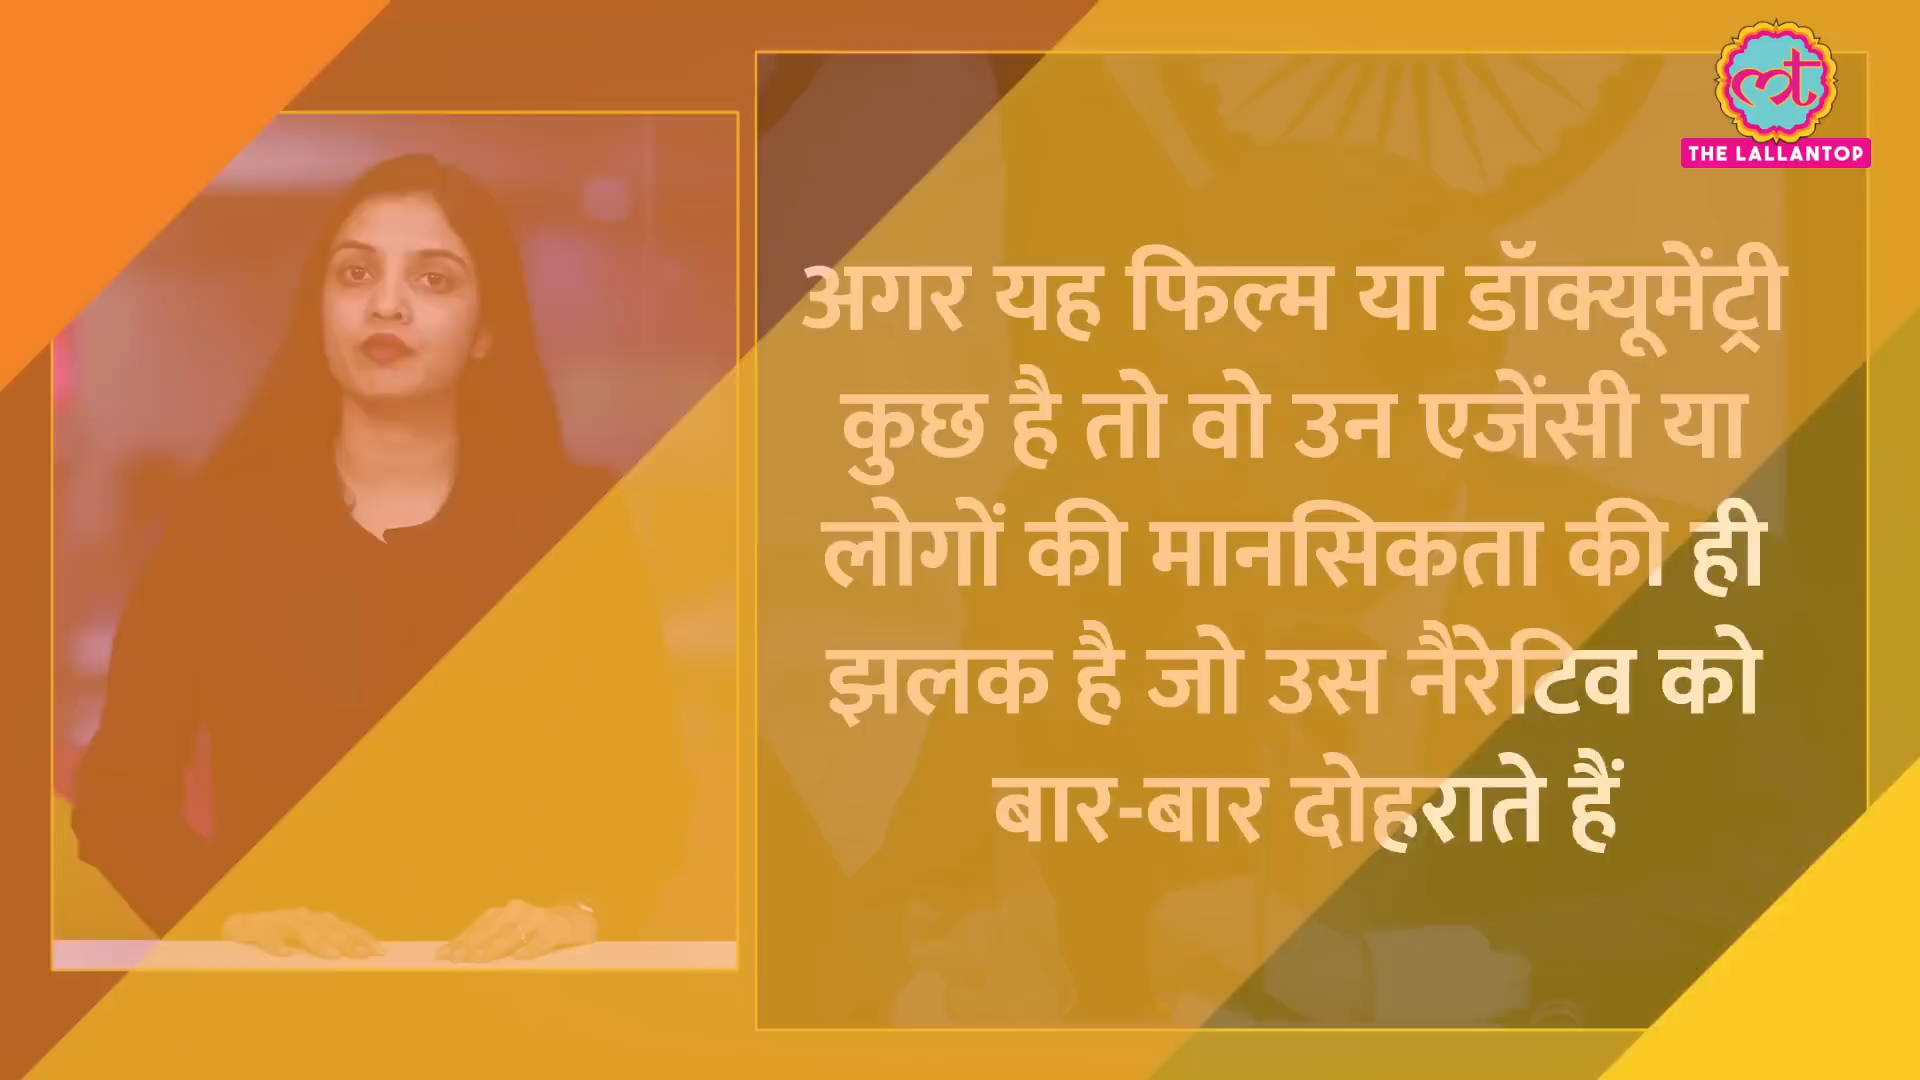 THE LALLANTOP
अगर यह फिल्म या डॉक्यूमेंट्री
कुछ है तो वो उन एजेंसी या
लोगों की मानसिकता की ही
झलक है जो उस नैरेटिव को
बार-बार दोहराते हैं